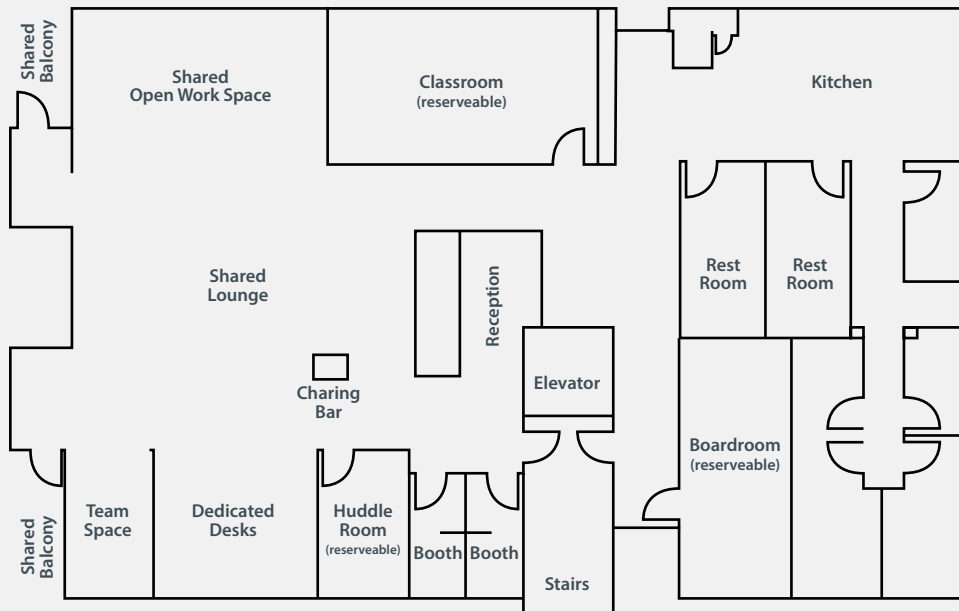 Shared
Balcony
Shared
Open Work Space
Classroom
(reserveable)
Kitchen
Rest
Room
Rest
Room
Shared
Lounge
Reception
Elevator
Charing
Bar
Boardroom
(reserveable)
Shared
Balcony
Team
Space
Dedicated
Desks
Huddle
Room
(reserveable)
Booth
Booth
Stairs